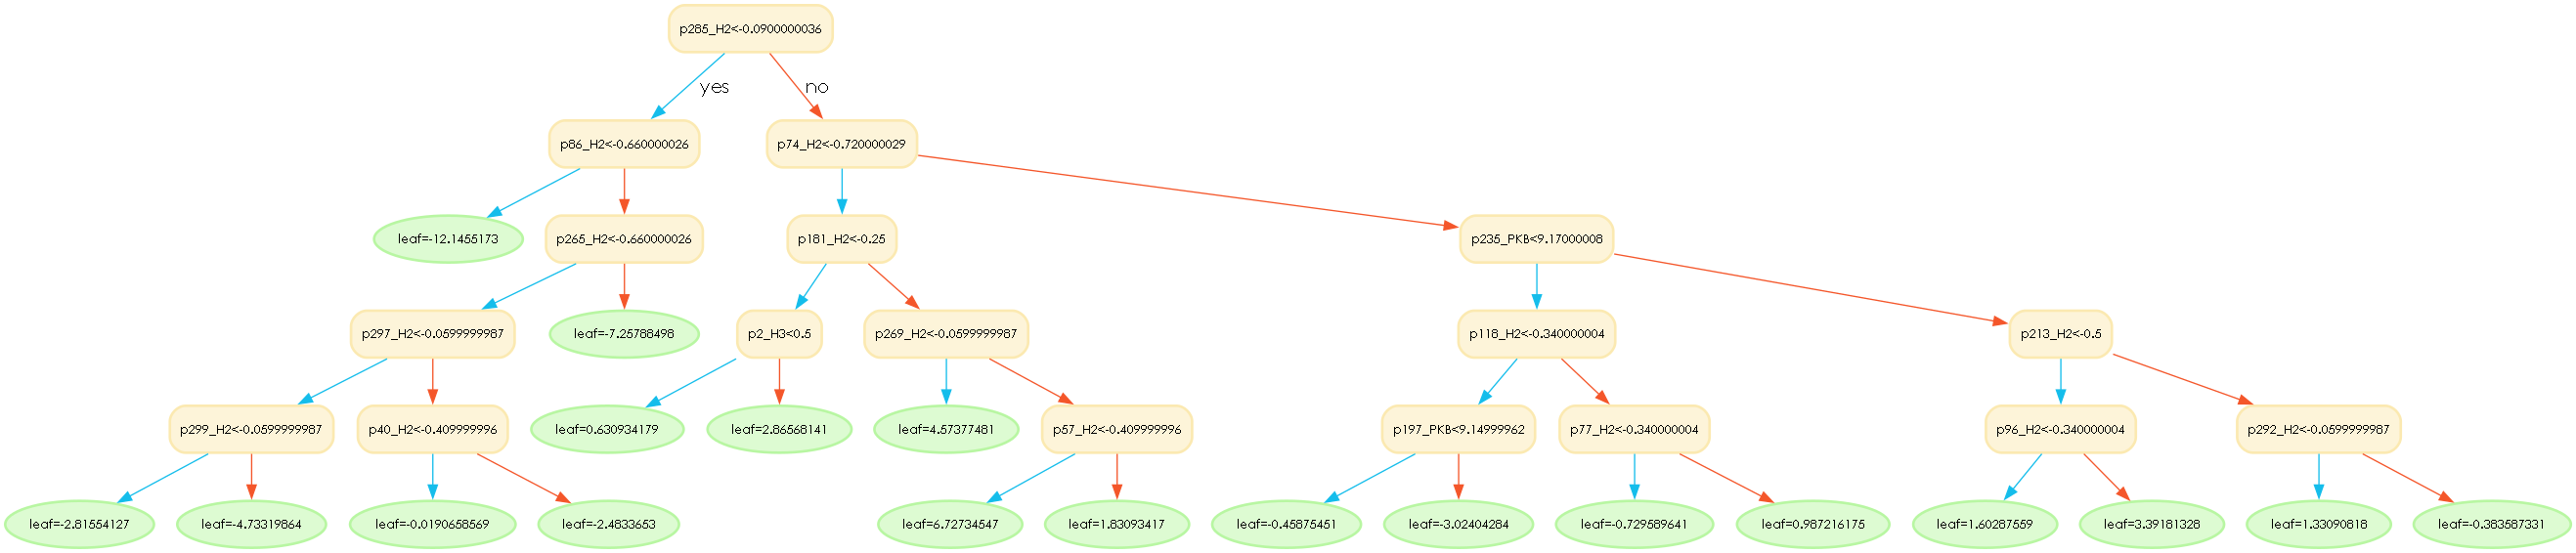 p285_H2<-0.0900000036
yes
no
p86_H2<-0.660000026
p74_H2<-0.720000029
leaf=-12.1455173
p265_H2<-0.660000026
p181_H2<-0.25
p235_PKB<9.17000008
p297_H2<-0.0599999987
leaf=-7.25788498
p2_H3<0.5
p269_H2<-0.0599999987
p118_H2<-0.340000004
p213_H2<-0.5
p299_H2<-0.0599999987
p40_H2<-0.409999996
leaf=0.630934179
leaf=2.86568141
leaf=4.57377481
p57_H2<-0.409999996
p197_PKB<9.14999962
p77_H2<-0.340000004
p96_H2<-0.340000004
p292_H2<-0.0599999987
leaf=-2.81554127
leaf=-4.73319864
leaf=-0.0190658569
leaf=-2.4833653
leaf=6.72734547
leaf=1.83093417
leaf=-0.45875451
leaf=-3.02404284
leaf=-0.729589641
leaf=0.987216175
leaf=1.60287559
leaf=3.39181328
leaf=1.33090818
leaf=-0.383587331